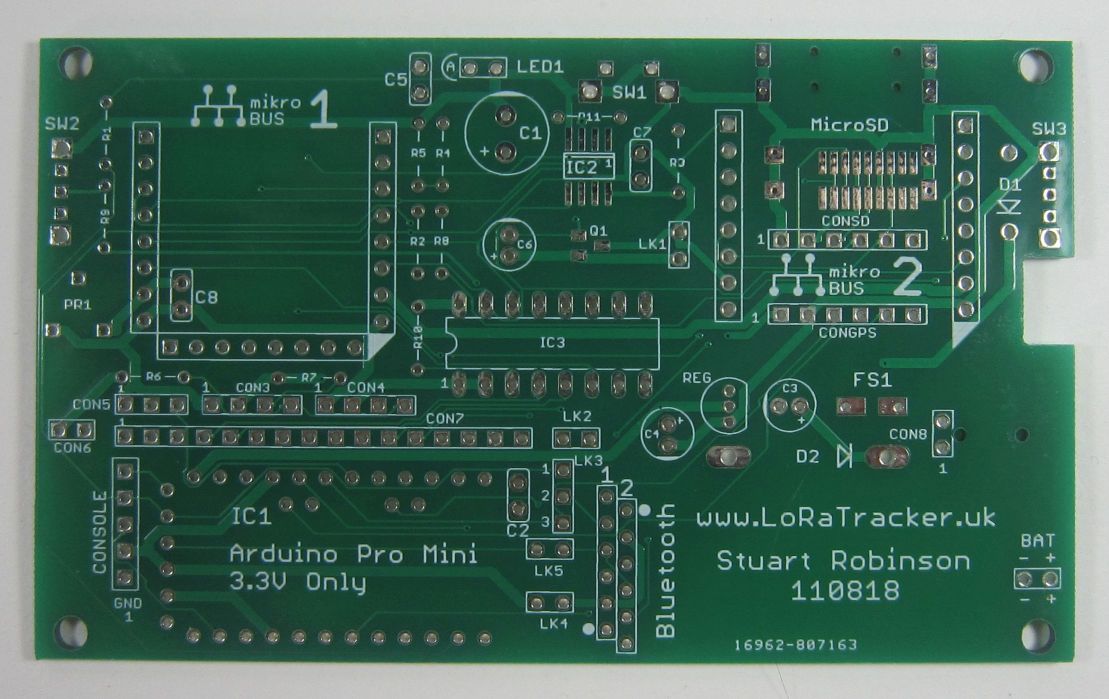 C5
A
LED1
SW1
mikro
BUS
1
SW2
R1
C1
+
R11
C7
MicroSD
SW3
R5
R4
IC2
1
R3
D1
R9
R2
R8
C6
+
Q1
LK1
CONSD
1
mikro
BUS
2
PR1
C8
R10
IC3
1
CONGPS
1
R6
R7
REG
C3
+
FS1
CON5
1
1
CON3
1
CON4
CON6
1
CON7
LK2
C4
+
CON8
1
LK3
D2
CONSOLE
GND
1
IC1
Arduino Pro Mini
3.3V Only
C2
1
2
3
LK5
LK4
1
2
Bluetooth
www.LoRaTracker.uk
Stuart Robinson
110818
BAT
- +
- +
16962-807163